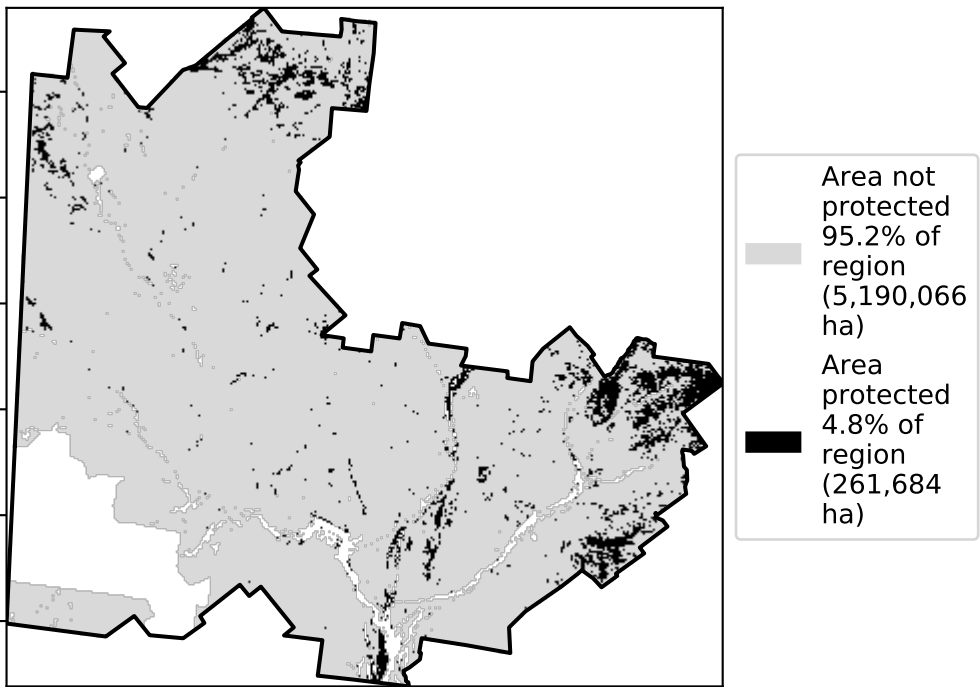 Area not
protected
95.2% of
region
(5,190,066
ha)
Area
protected
4.8% of
region
(261,684
ha)